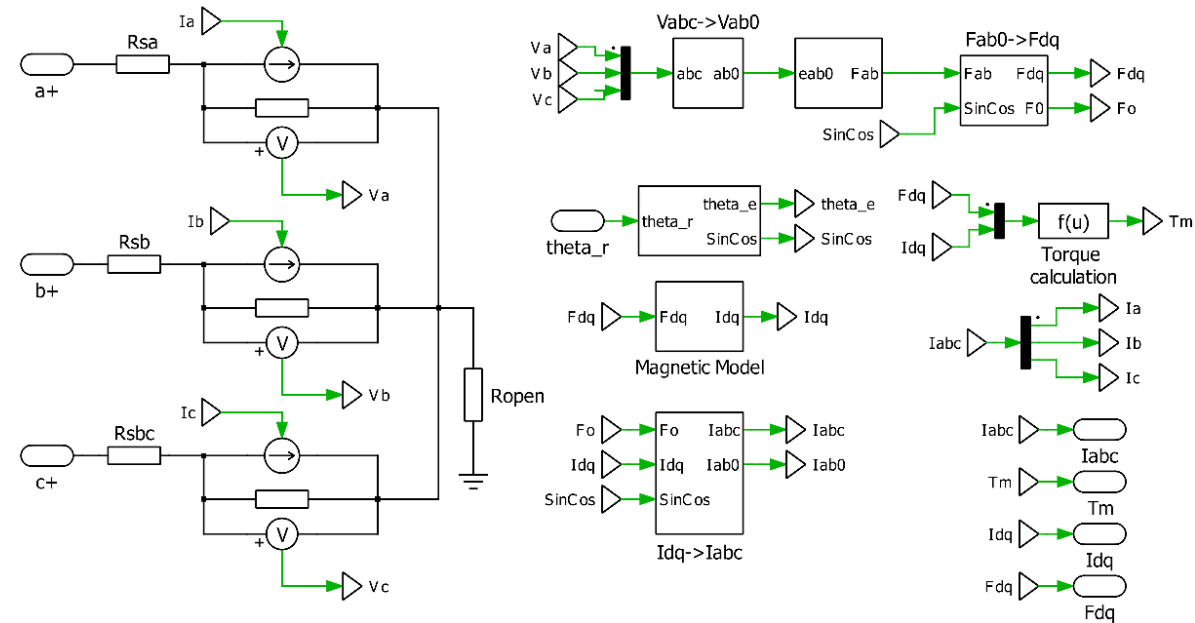 Ia
Rsa
a+
V
+
Va
Ib
Rsb
b+
V
+
Vb
Ropen
Ic
Rsbc
c+
V
+
Vc
Vabc->Vab0
Va
Vb
Vc
abc ab0
eab0 Fab
Fab0->Fdq
Fab Fdq
SinCos F0
Fdq
Fo
SinCos
theta_r
theta_r
theta_e
SinCos
theta_e
SinCos
Fdq
Idq
f(u)
Tm
Torque
calculation
Fdq
Fdq Idq
Idq
Magnetic Model
Iabc
Ia
Ib
Ic
Fo
Idq
SinCos
Fo Iabc
Idq Iab0
SinCos
Iabc
Iab0
Idq->Iabc
Iabc
Iabc
Tm
Tm
Idq
Idq
Fdq
Fdq